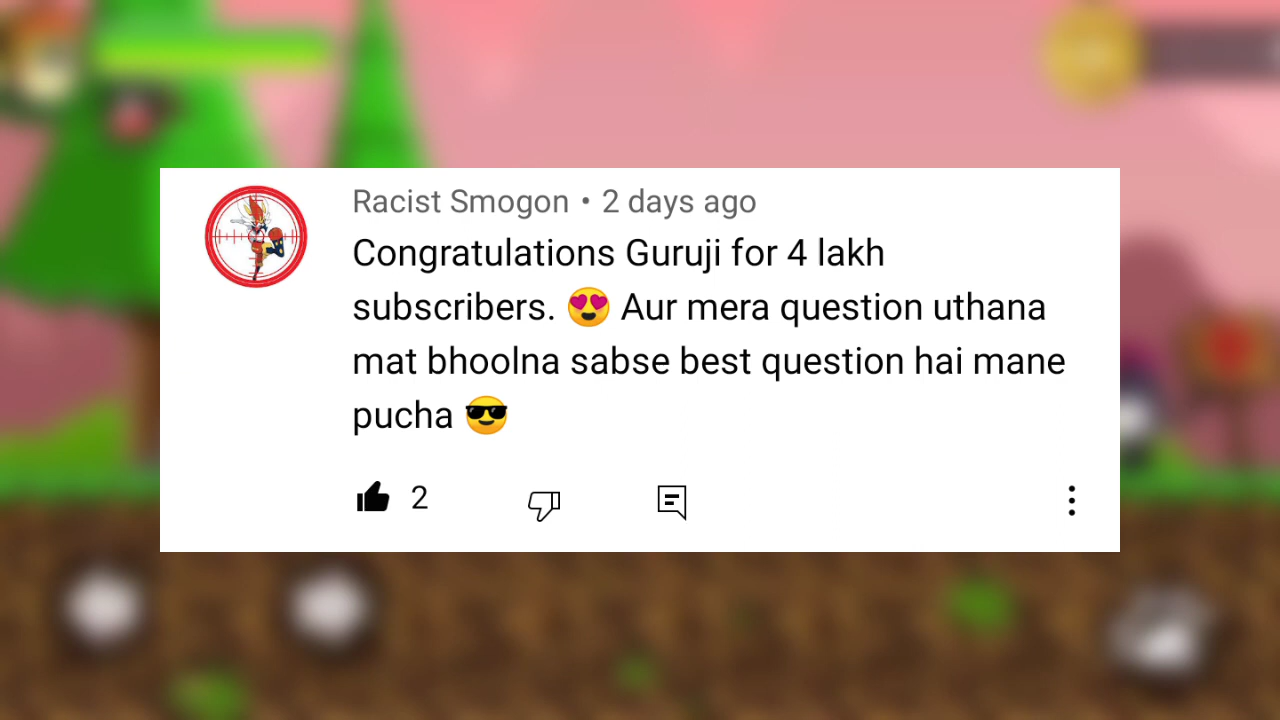 Racist Smogon • 2 days ago
Congratulations Guruji for 4 lakh
subscribers. 😍 Aur mera question uthana
mat bhoolna sabse best question hai mane
pucha 😎
2